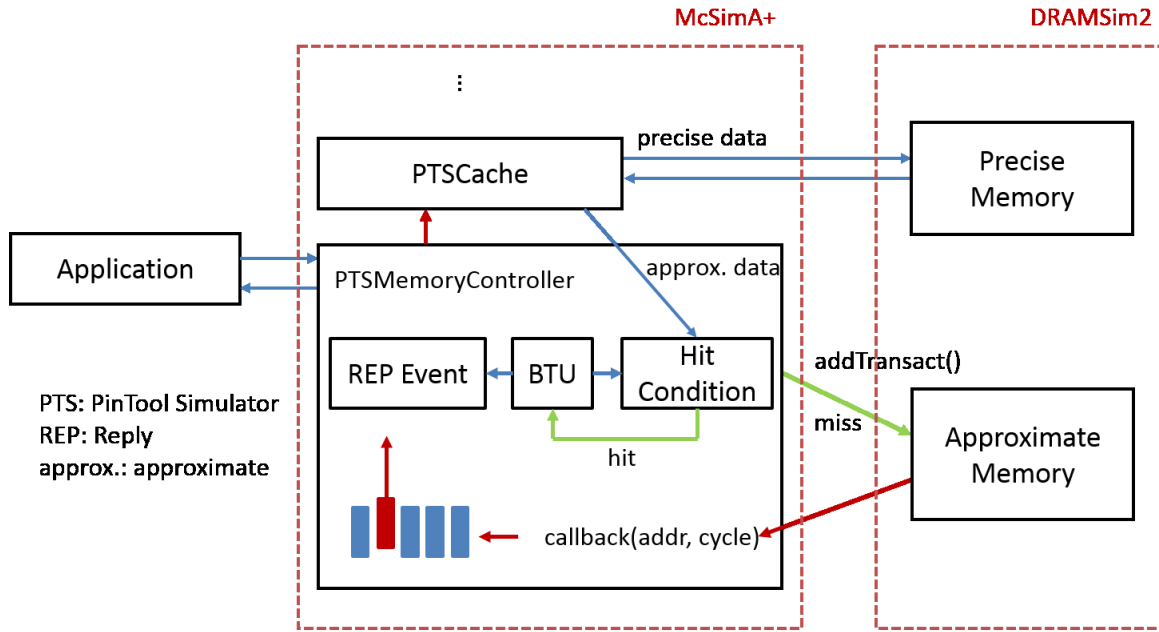 McSimA+
DRAMSim2
...
PTSCache
precise data
Precise
Memory
Application
PTSMemoryController
approx. data
REP Event
BTU
Hit
Condition
hit
addTransact()
miss
Approximate
Memory
callback(addr, cycle)
PTS: PinTool Simulator
REP: Reply
approx.: approximate